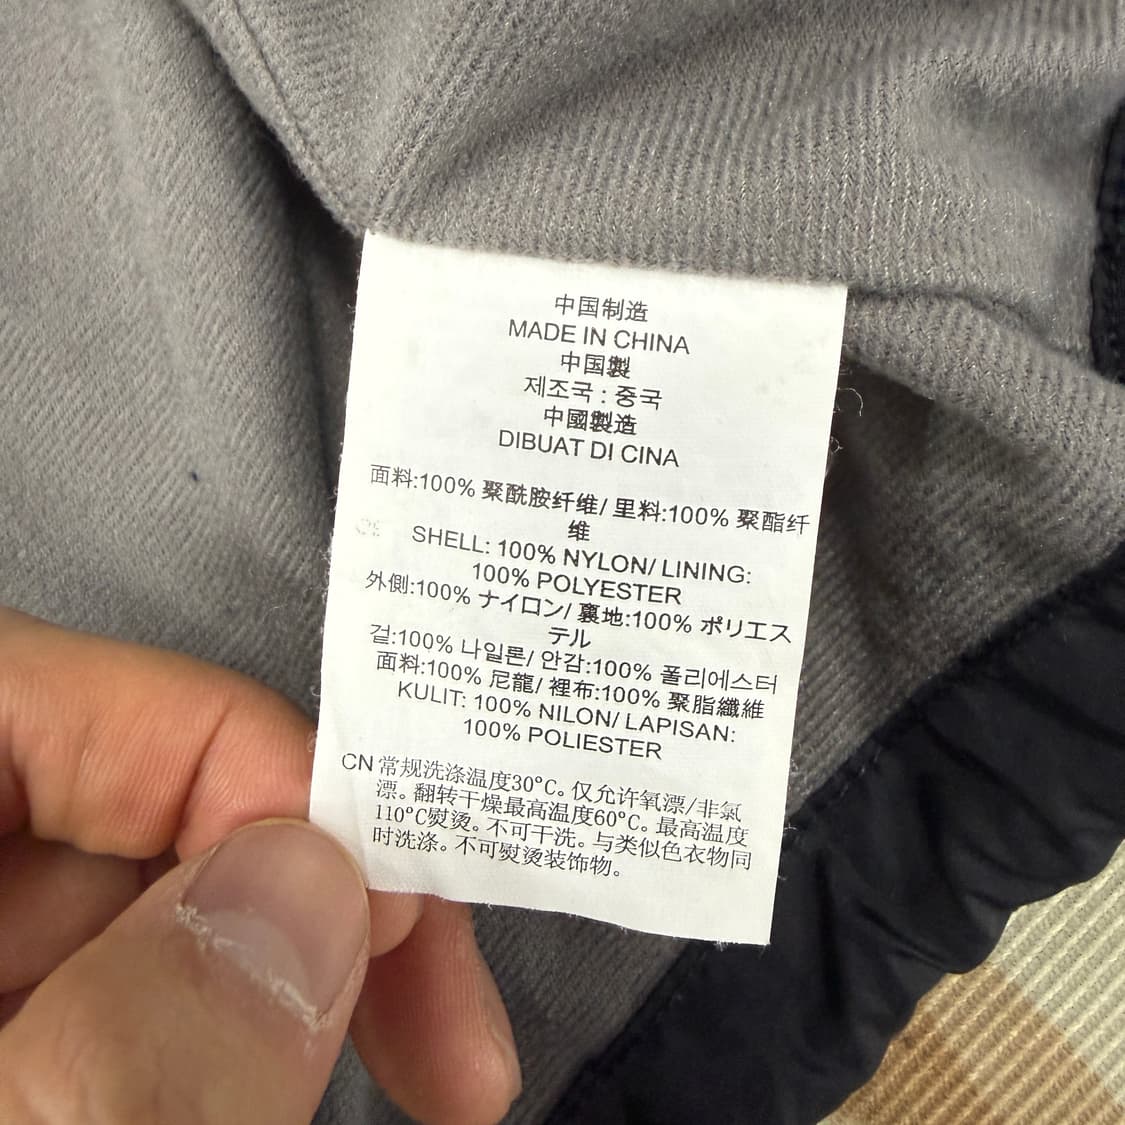 中国制造
MADE IN CHINA
中国製
제조국 : 중국
中國製造
DIBUAT DI CINA
面料:100% 聚酰胺纤维/ 里料:100% 聚酯纤
维
SHELL: 100% NYLON/ LINING:
100% POLYESTER
外側:100% ナイロン/ 裏地:100% ポリエス
テル
겉:100% 나일론/ 안감:100% 폴리에스터
面料:100% 尼龍/ 裡布:100% 聚脂纖維
KULIT: 100% NILON/ LAPISAN:
100% POLIESTER
CN 常规洗涤温度30°C。仅允许氧漂/非氯
漂。翻转干燥最高温度60°C。最高温度
110°C熨烫。不可干洗。与类似色衣物同
时洗涤。不可熨烫装饰物。